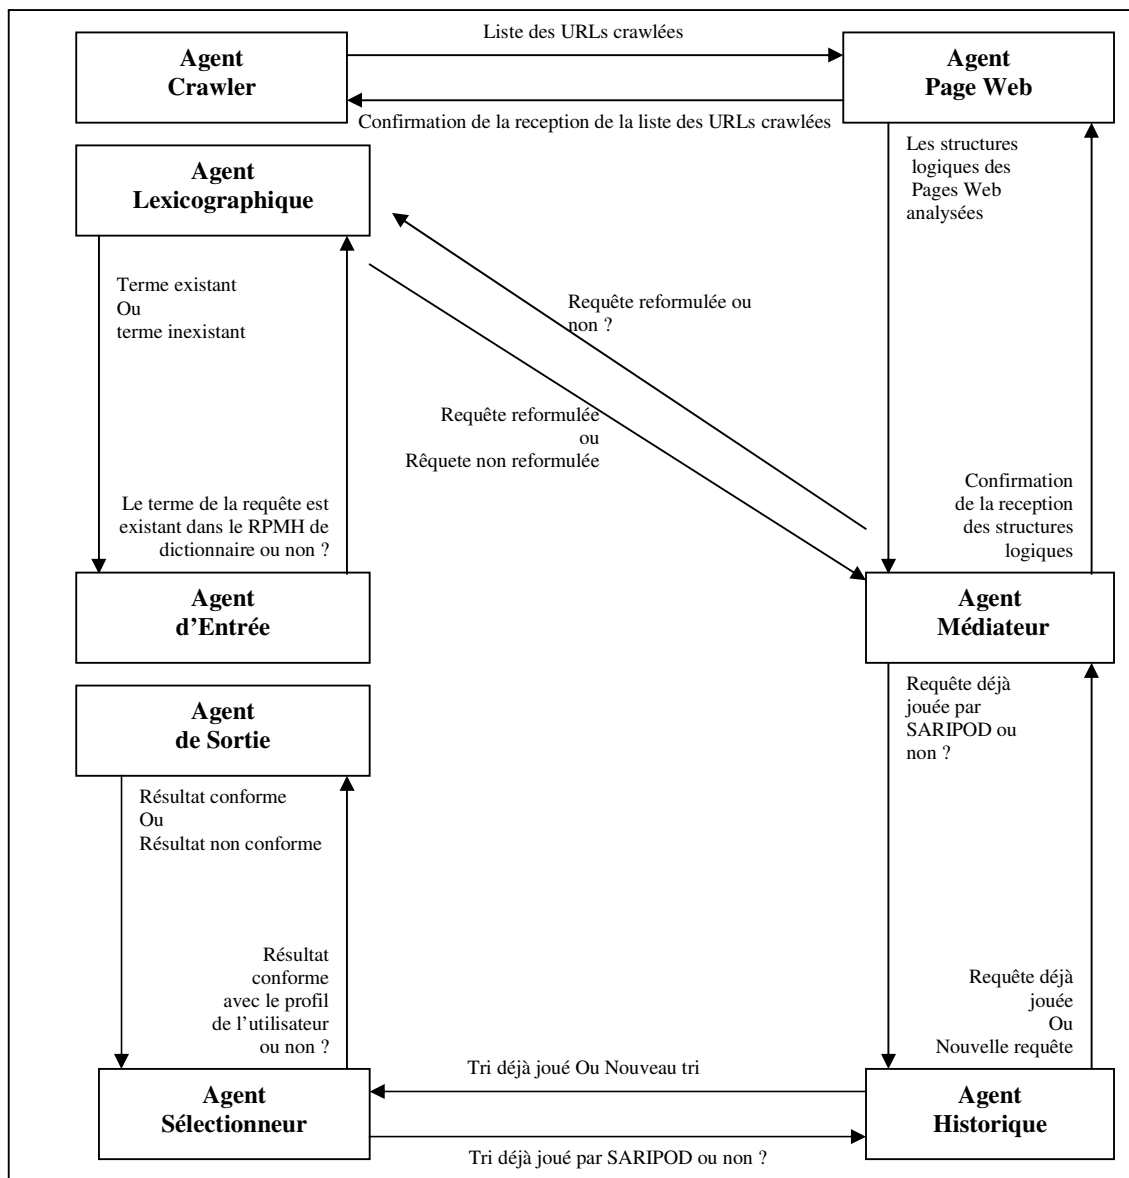 Liste des URLs crawlées
Agent
Crawler
Agent
Page Web
Confirmation de la reception de la liste des URLs crawlées
Agent
Lexicographique
Les structures
logiques des
Pages Web
analysées
Terme existant
Ou
terme inexistant
Requête reformulée ou
non ?
Requête reformulée
ou
Rêquete non reformulée
Le terme de la requête est
existant dans le RPMH de
dictionnaire ou non ?
Confirmation
de la reception
des structures
logiques
Agent
d’Entrée
Agent
Médiateur
Agent
de Sortie
Requête déjà
jouée par
SARIPOD ou
non ?
Résultat conforme
Ou
Résultat non conforme
Résultat
conforme
avec le profil
de l’utilisateur
ou non ?
Requête déjà
jouée
Ou
Nouvelle requête
Tri déjà joué Ou Nouveau tri
Agent
Sélectionneur
Agent
Historique
Tri déjà joué par SARIPOD ou non ?